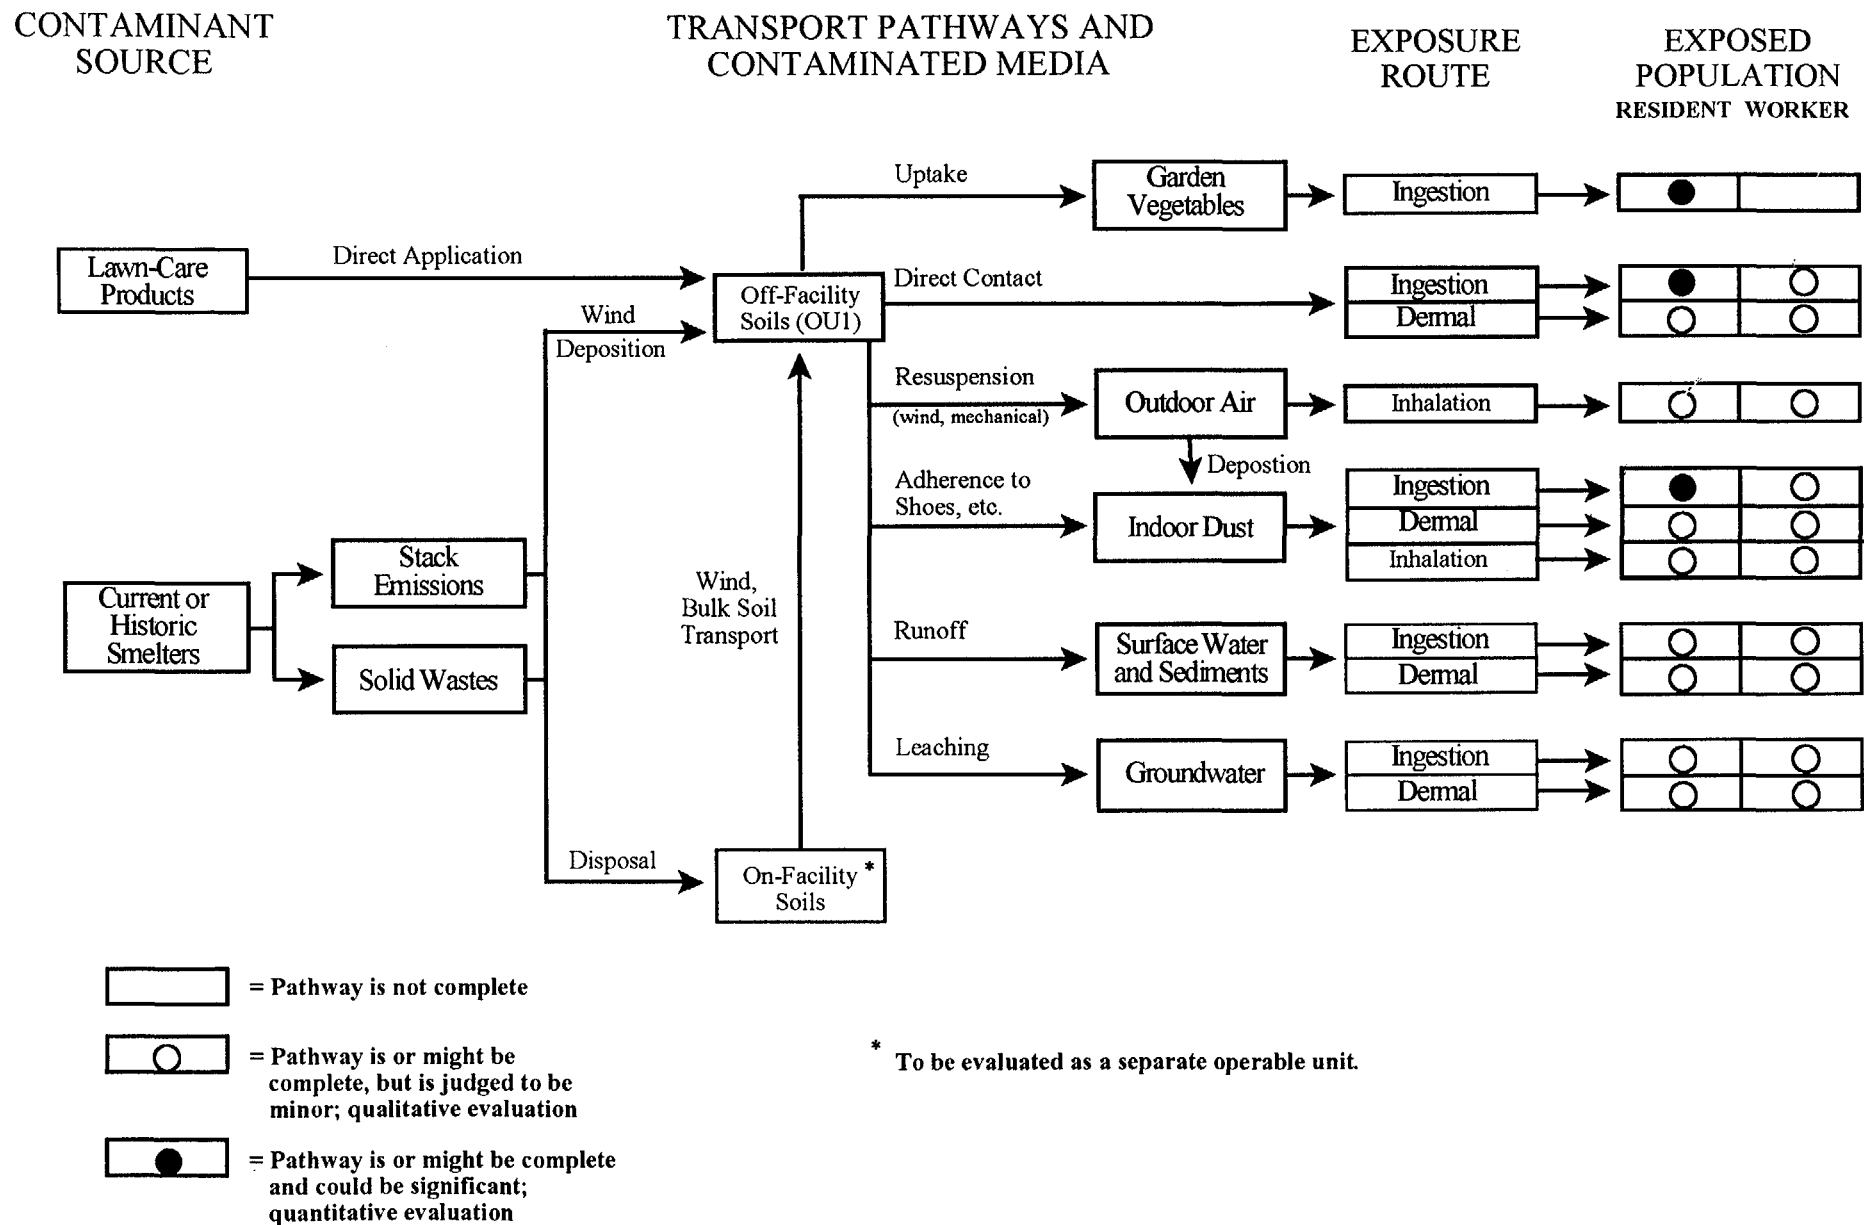 CONTAMINANT
SOURCE
TRANSPORT PATHWAYS AND
CONTAMINATED MEDIA
EXPOSURE
ROUTE
EXPOSED
POPULATION
RESIDENT WORKER
Lawn-Care
Products
Direct Application
Wind
Deposition
Off-Facility
Soils (OU1)
Uptake
Garden
Vegetables
Ingestion
Direct Contact
Ingestion
Dermal
Resuspension
(wind, mechanical)
Outdoor Air
Inhalation
Depostion
Adherence to
Shoes, etc.
Indoor Dust
Ingestion
Dermal
Inhalation
Current or
Historic
Smelters
Stack
Emissions
Solid Wastes
Wind,
Bulk Soil
Transport
Runoff
Surface Water
and Sediments
Ingestion
Dermal
Leaching
Groundwater
Ingestion
Dermal
Disposal
On-Facility *
Soils
= Pathway is not complete
= Pathway is or might be
complete, but is judged to be
minor; qualitative evaluation
= Pathway is or might be complete
and could be significant;
quantitative evaluation
* To be evaluated as a separate operable unit.